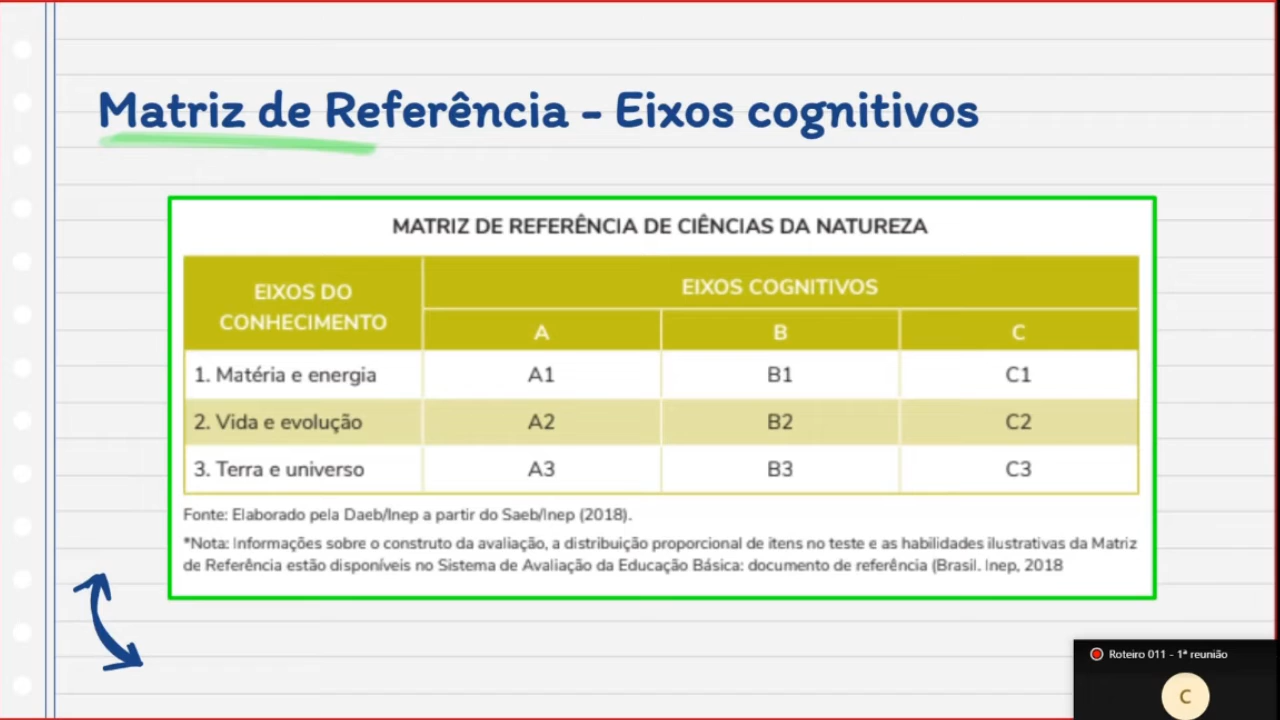 Matriz de Referência - Eixos cognitivos
MATRIZ DE REFERÊNCIA DE CIÊNCIAS DA NATUREZA
EIXOS DO
CONHECIMENTO
EIXOS COGNITIVOS
A B C
1. Matéria e energia A1 B1 C1
2. Vida e evolução A2 B2 C2
3. Terra e universo A3 B3 C3
Fonte: Elaborado pela Daeb/Inep a partir do Saeb/Inep (2018).
*Nota: Informações sobre o construto da avaliação, a distribuição proporcional de itens no teste e as habilidades ilustrativas da Matriz
de Referência estão disponíveis no Sistema de Avaliação da Educação Básica: documento de referência (Brasil. Inep, 2018
Roteiro 011 - 1ª reunião
C